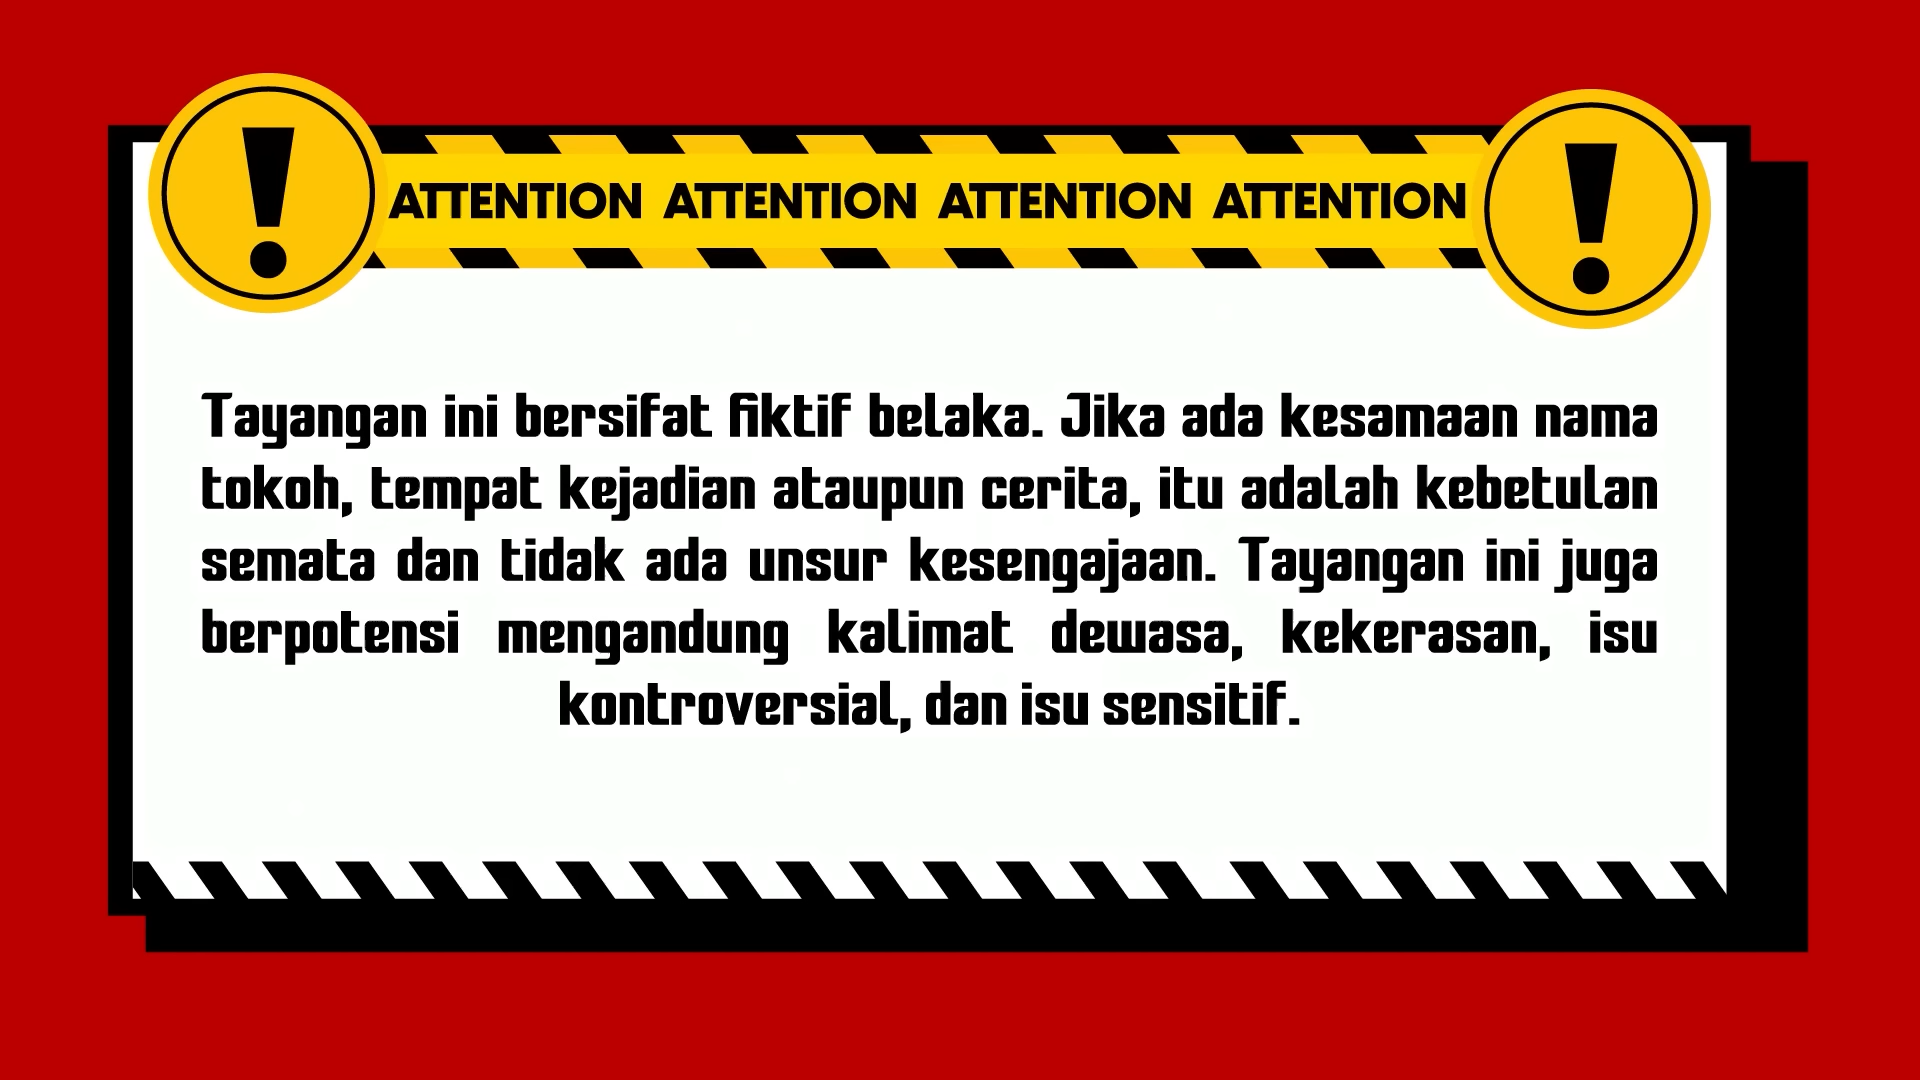 ! !
ATTENTION ATTENTION ATTENTION ATTENTION
Tayangan ini bersifat fiktif belaka. Jika ada kesamaan nama
tokoh, tempat kejadian ataupun cerita, itu adalah kebetulan
semata dan tidak ada unsur kesengajaan. Tayangan ini juga
berpotensi mengandung kalimat dewasa, kekerasan, isu
kontroversial, dan isu sensitif.